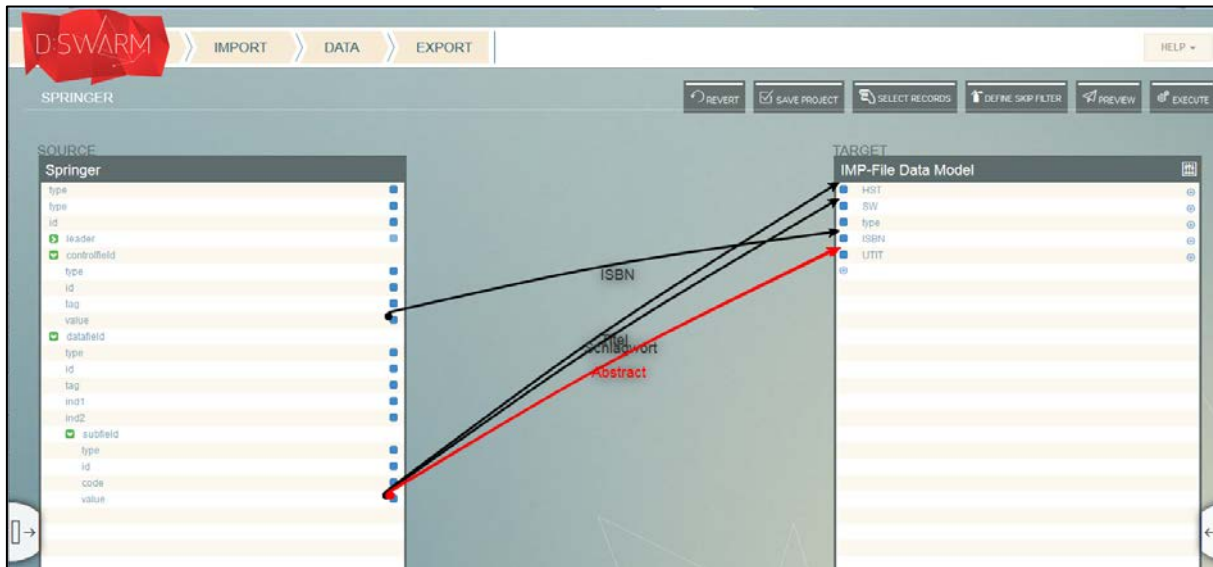 D:SWARM
IMPORT
DATA
EXPORT
HELP
SPRINGER
REVERT
SAVE PROJECT
SELECT RECORDS
DEFINE SKIP FILTER
PREVIEW
EXECUTE
SOURCE
Springer
type
type
id
leader
controlfield
type
id
tag
value
datafield
type
id
tag
ind1
ind2
subfield
type
id
code
value
ISBN
Titel
Schlagwort
Abstract
TARGET
IMP-File Data Model
HST
SW
type
ISBN
UTIT